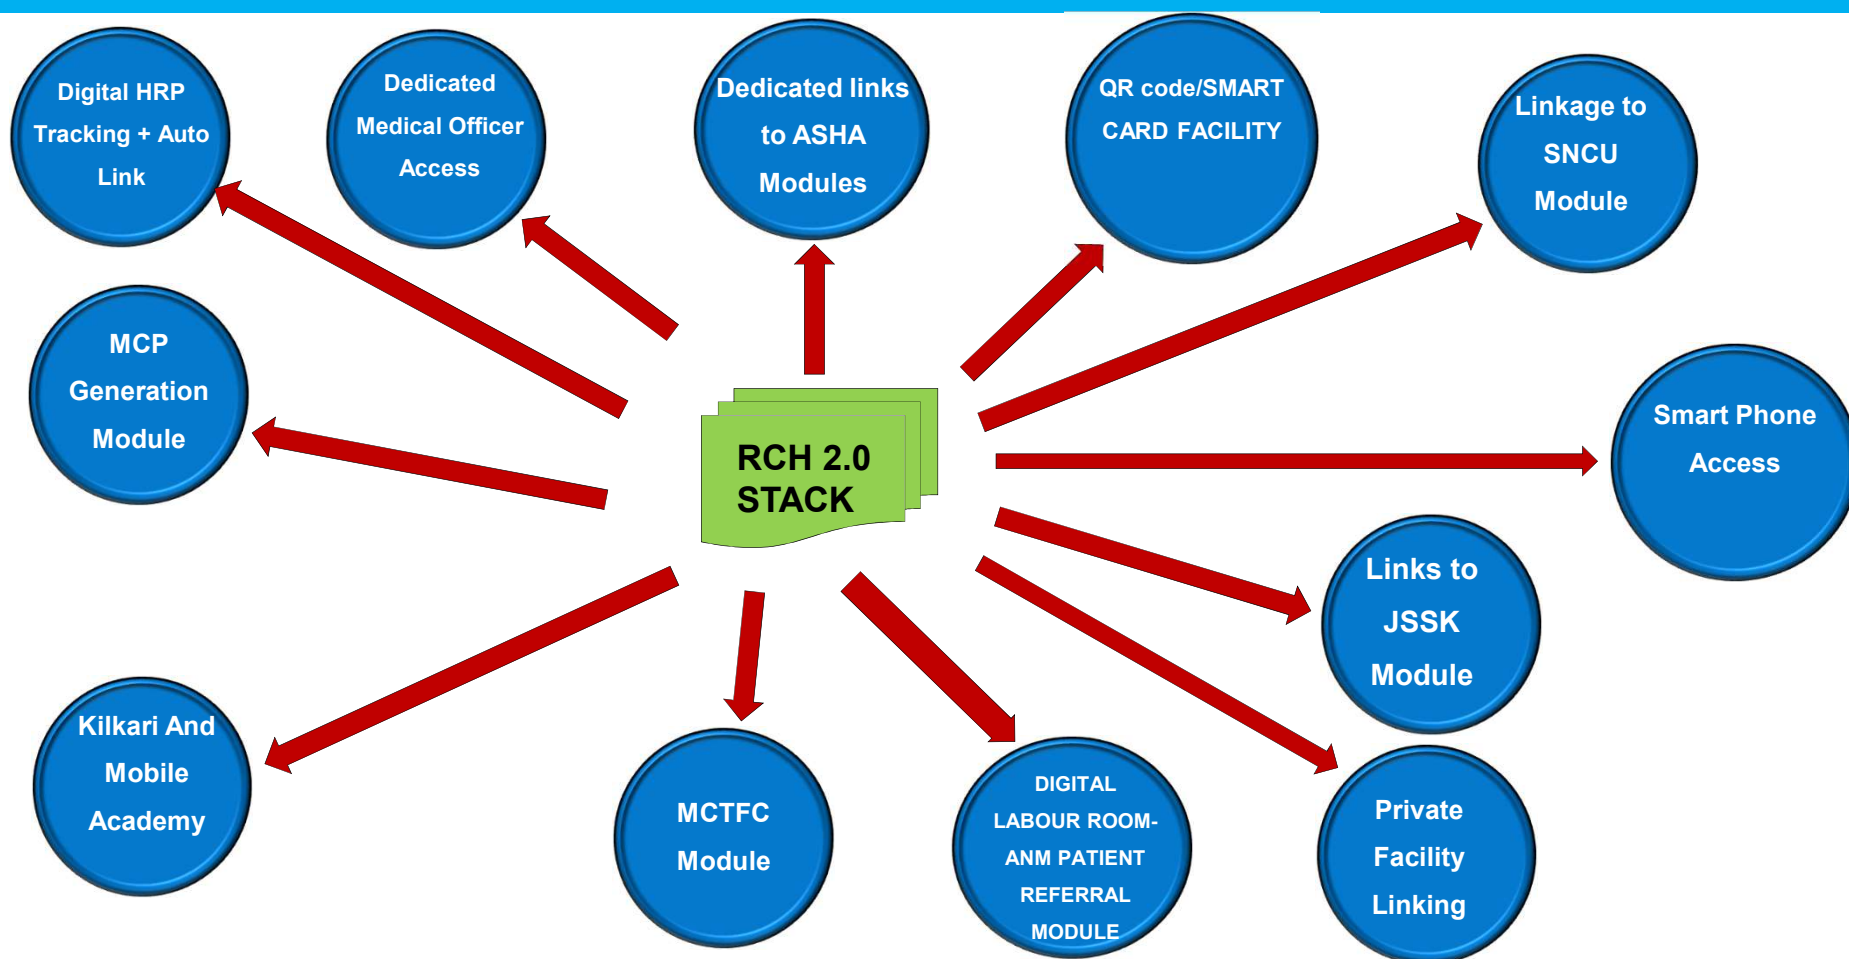 Digital HRP
Tracking + Auto
Link
Dedicated
Medical Officer
Access
Dedicated links
to ASHA
Modules
QR code/SMART
CARD FACILITY
Linkage to
SNCU
Module
MCP
Generation
Module
RCH 2.0
STACK
Smart Phone
Access
Links to
JSSK
Module
Kilkari And
Mobile
Academy
MCTFC
Module
DIGITAL
LABOUR ROOM-
ANM PATIENT
REFERRAL
MODULE
Private
Facility
Linking